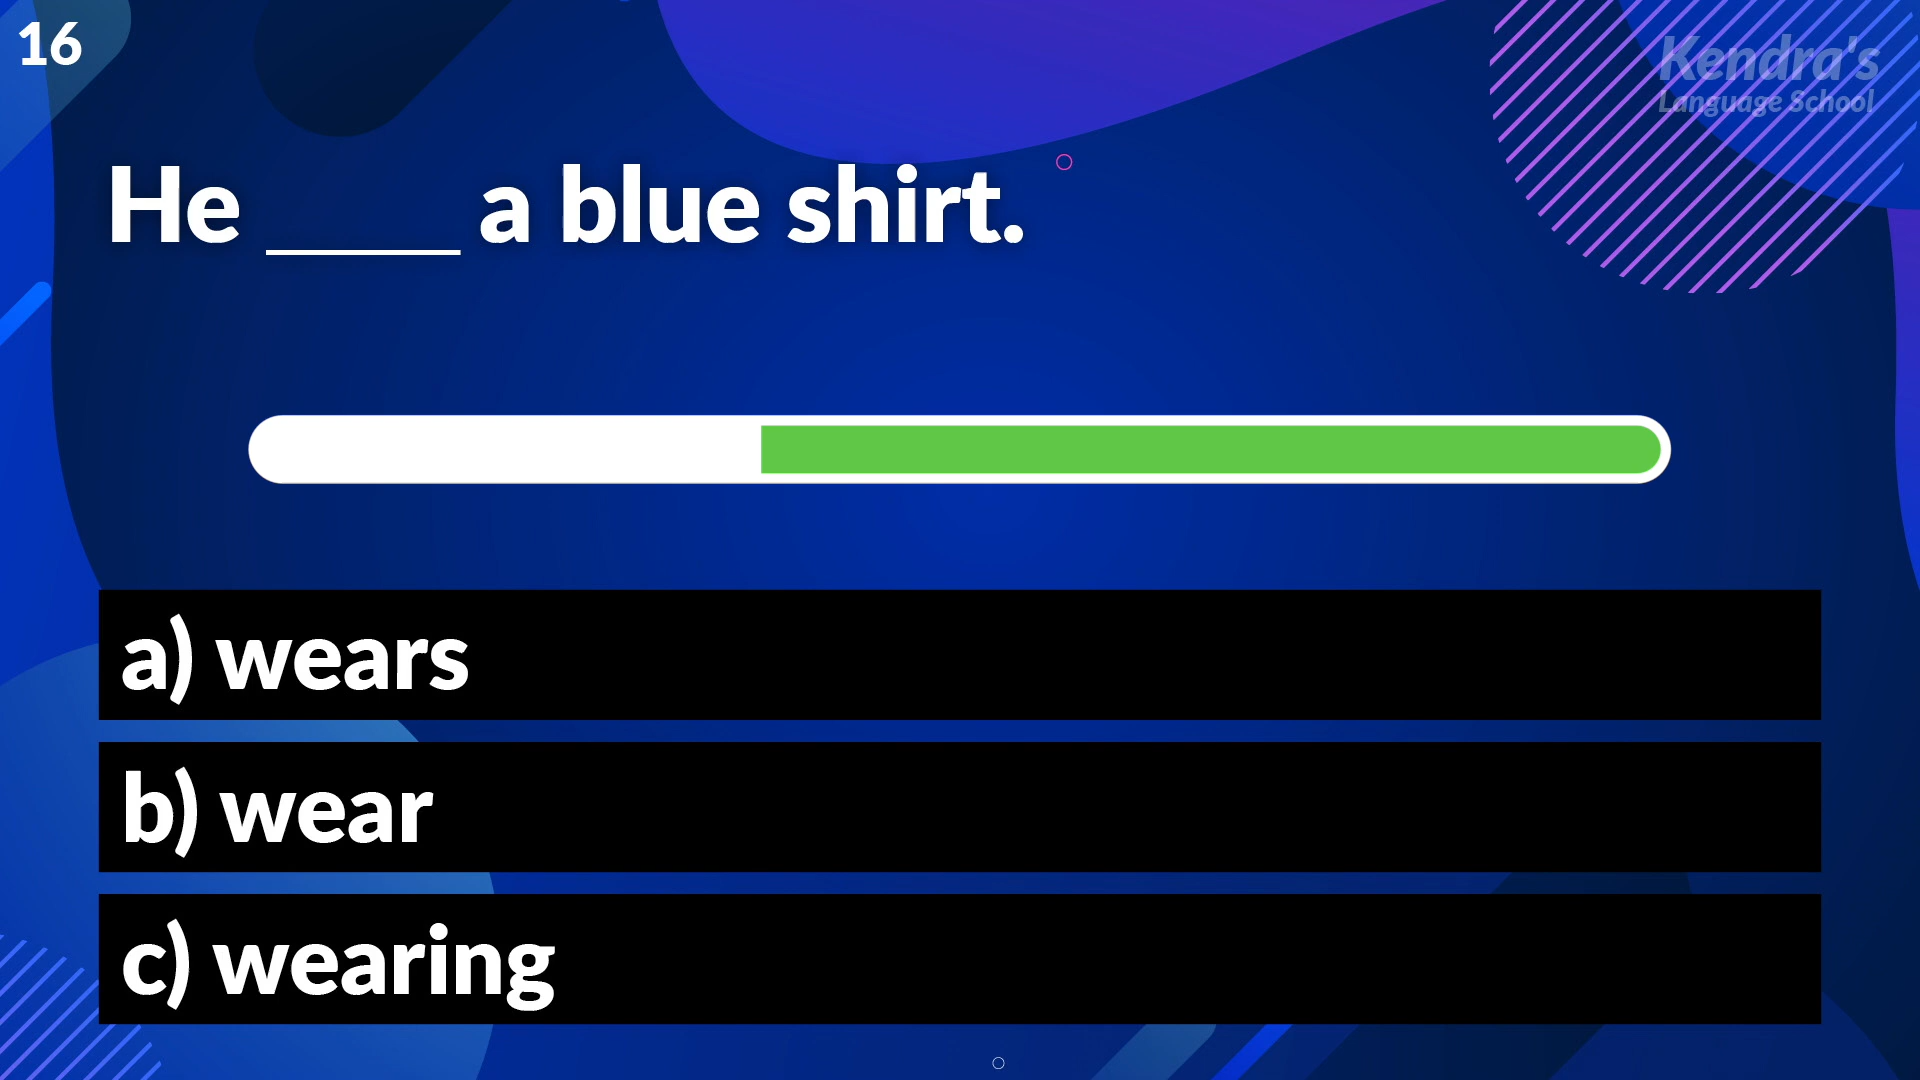 16
Kendra's
Language School
He ____ a blue shirt.
a) wears
b) wear
c) wearing